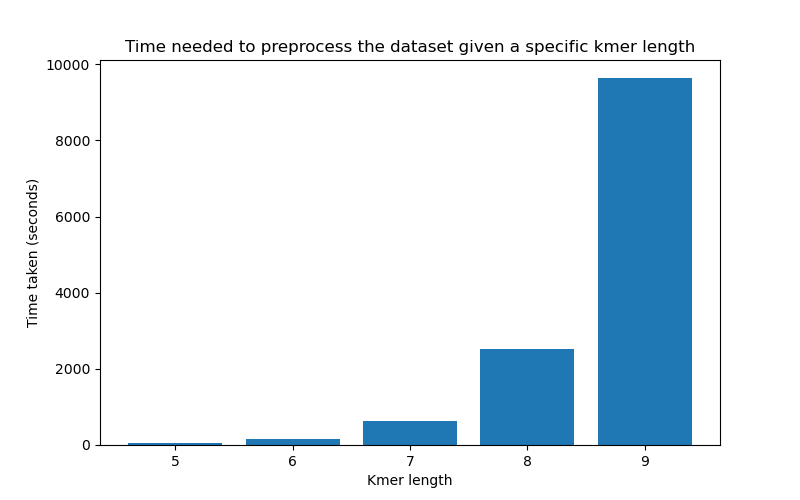 Time needed to preprocess the dataset given a specific kmer length
10000
8000
6000
4000
2000
0
Time taken (seconds)
5 6 7 8 9
Kmer length